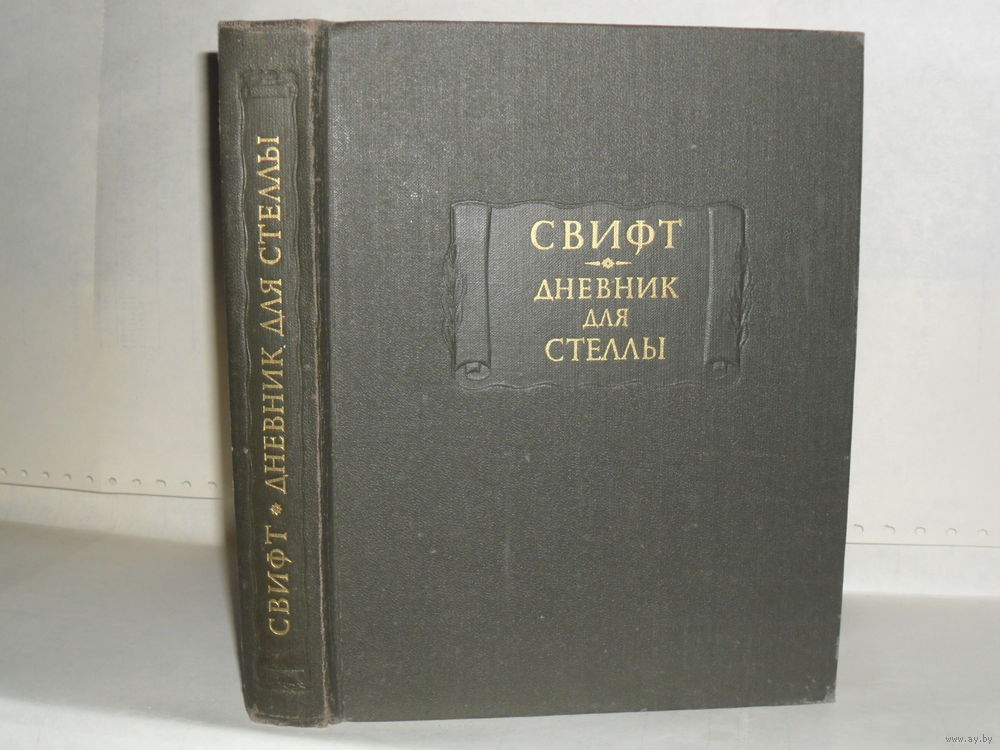 СВИФТ * ДНЕВНИК ДЛЯ СТЕЛЛЫ
СВИФТ
ДНЕВНИК
ДЛЯ
СТЕЛЛЫ
www.ay.by